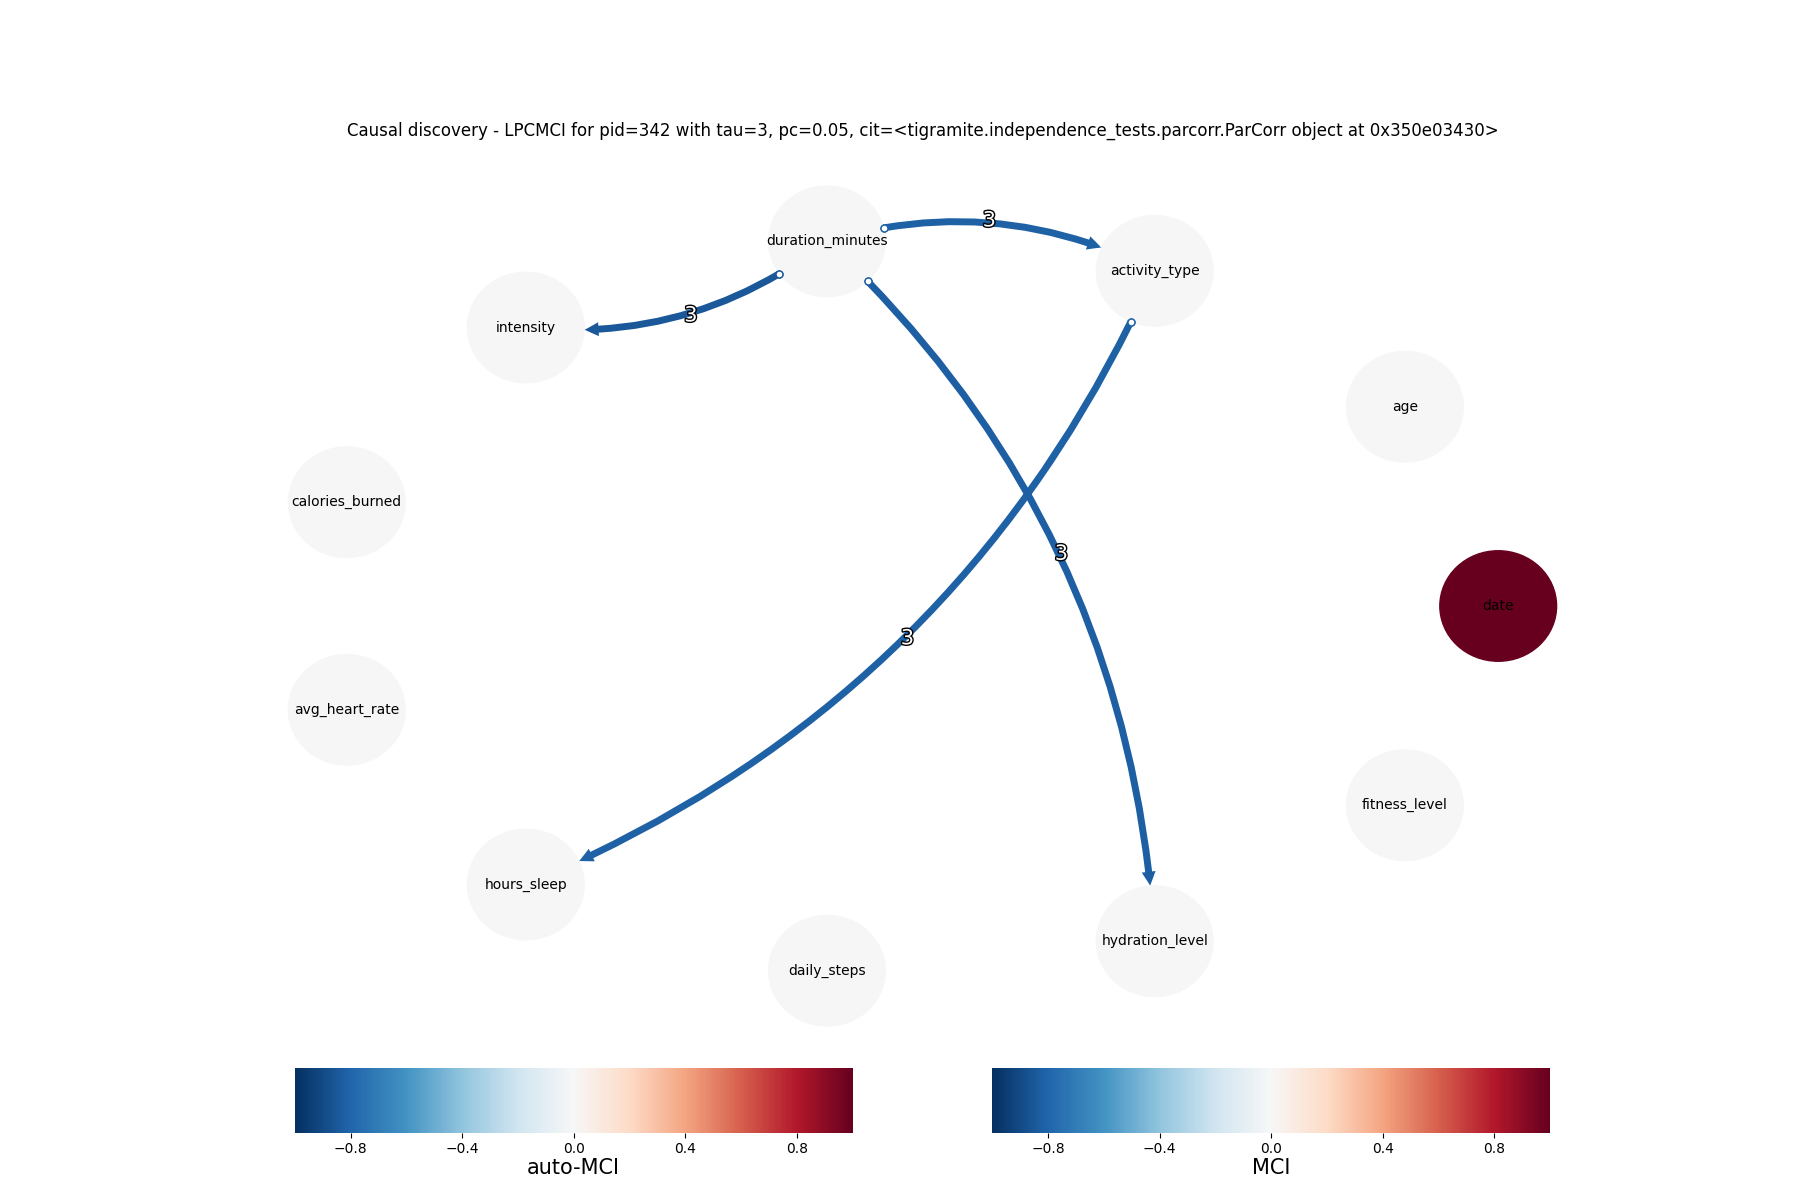 Causal discovery - LPCMCI for pid=342 with tau=3, pc=0.05, cit=<tigramite.independence_tests.parcorr.ParCorr object at 0x350e03430>
duration_minutes
3
activity_type
intensity
3
age
calories_burned
3
date
3
avg_heart_rate
fitness_level
hours_sleep
hydration_level
daily_steps
−0.8 −0.4 0.0 0.4 0.8
auto-MCI
−0.8 −0.4 0.0 0.4 0.8
MCI